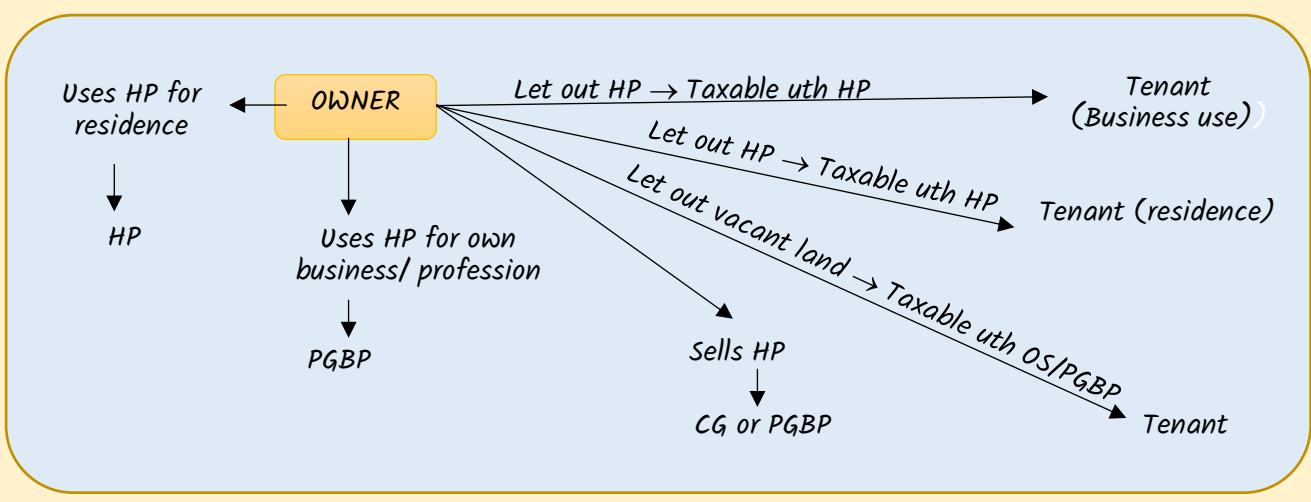 Uses HP for
residence
HP
OWNER
Uses HP for own
business/ profession
PGBP
Let out HP → Taxable uth HP
Tenant
(Business use))
Let out HP → Taxable uth HP
Tenant (residence)
Let out vacant land → Taxable uth OS/PGBP
Tenant
Sells HP
CG or PGBP